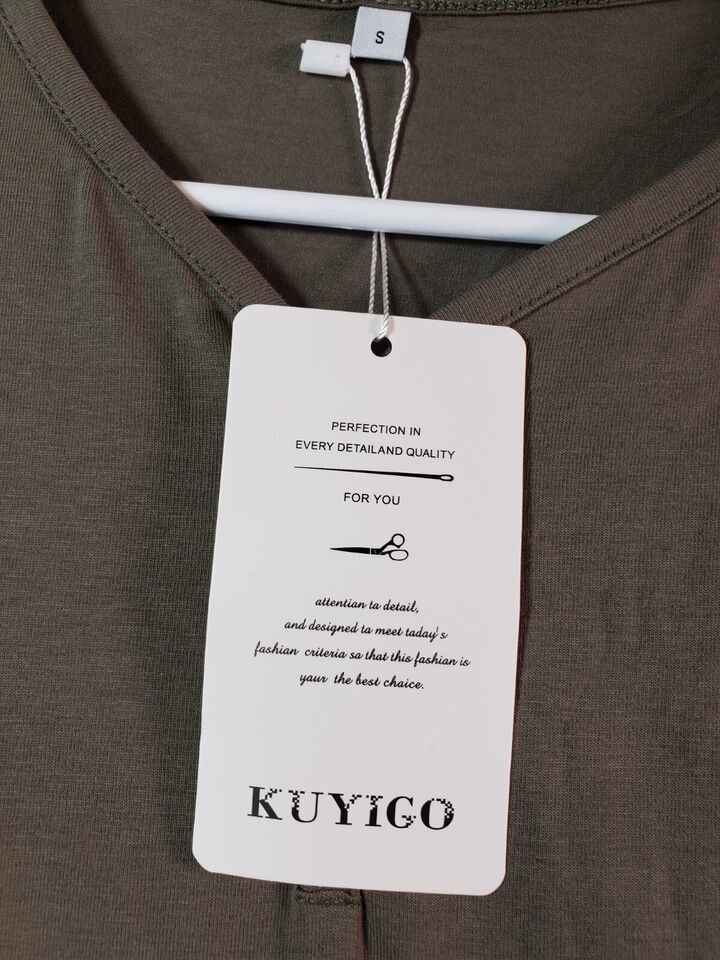 S
PERFECTION IN
EVERY DETAILAND QUALITY
FOR YOU
attentian ta detail,
and designed ta meet taday's
fashian criteria sa that this fashian is
yaur the best chaice.
KUYIGO